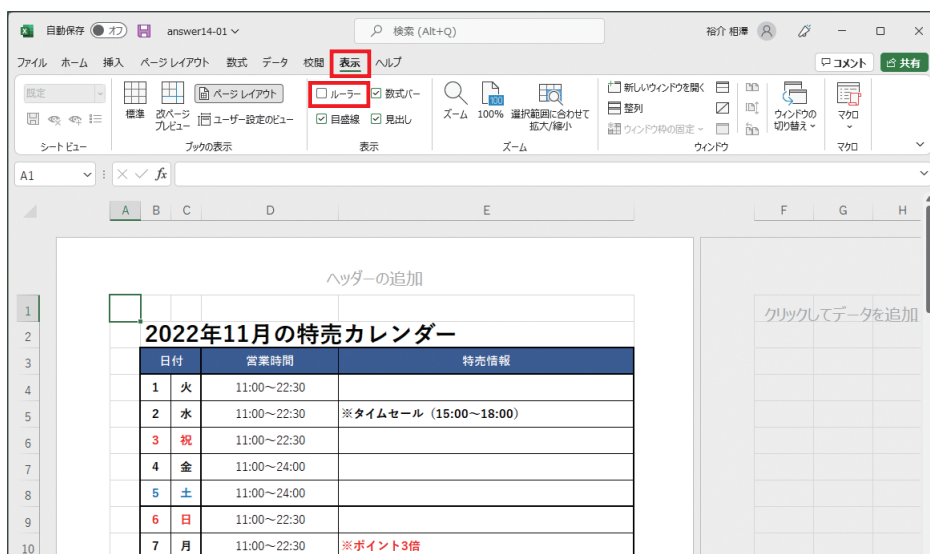 自動保存 オフ answer14-01 検索 (Alt+Q) 裕介 相澤
ファイル ホーム 挿入 ページ レイアウト 数式 データ 校閲 表示 ヘルプ コメント 共有
既定
標準 改ページ プレビュー ページ レイアウト ユーザー設定のビュー
ルーラー 数式バー
目盛線 見出し
ズーム 100% 選択範囲に合わせて 拡大/縮小
新しいウィンドウを開く
整列
ウィンドウ枠の固定
ウィンドウの 切り替え マクロ
シート ビュー ブックの表示 表示 ズーム ウィンドウ マクロ
A1 fx
A B C D E F G H
ヘッダーの追加
1 クリックしてデータを追加
2 2022年11月の特売カレンダー
3 日付 営業時間 特売情報
4 1 火 11:00～22:30
5 2 水 11:00～22:30 ※タイムセール（15:00～18:00）
6 3 祝 11:00～22:30
7 4 金 11:00～24:00
8 5 土 11:00～24:00
9 6 日 11:00～22:30
10 7 月 11:00～22:30 ※ポイント3倍